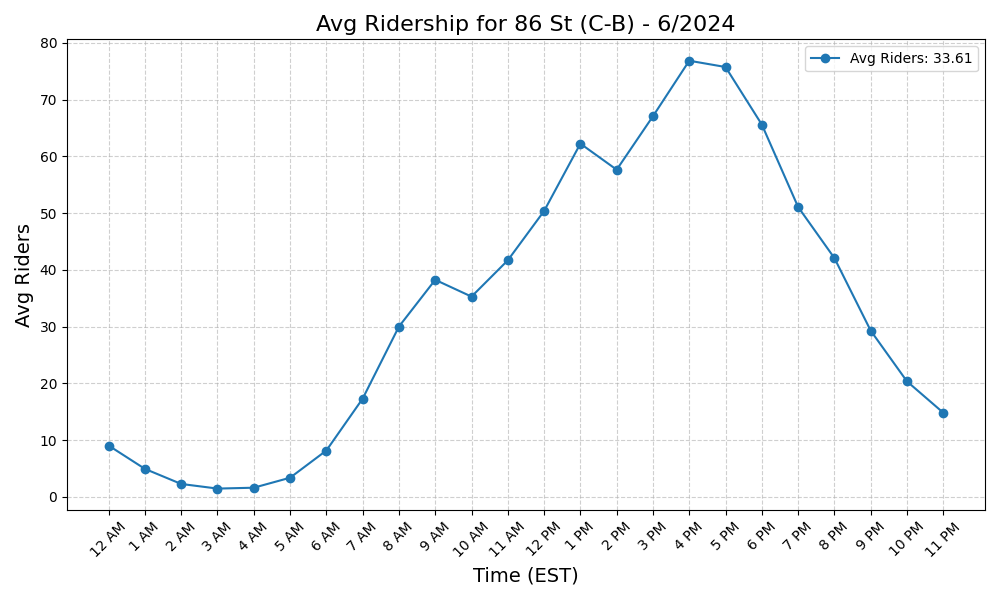 Avg Ridership for 86 St (C-B) - 6/2024
Avg Riders: 33.61
Avg Riders
80
70
60
50
40
30
20
10
0
12 AM
1 AM
2 AM
3 AM
4 AM
5 AM
6 AM
7 AM
8 AM
9 AM
10 AM
11 AM
12 PM
1 PM
2 PM
3 PM
4 PM
5 PM
6 PM
7 PM
8 PM
9 PM
10 PM
11 PM
Time (EST)